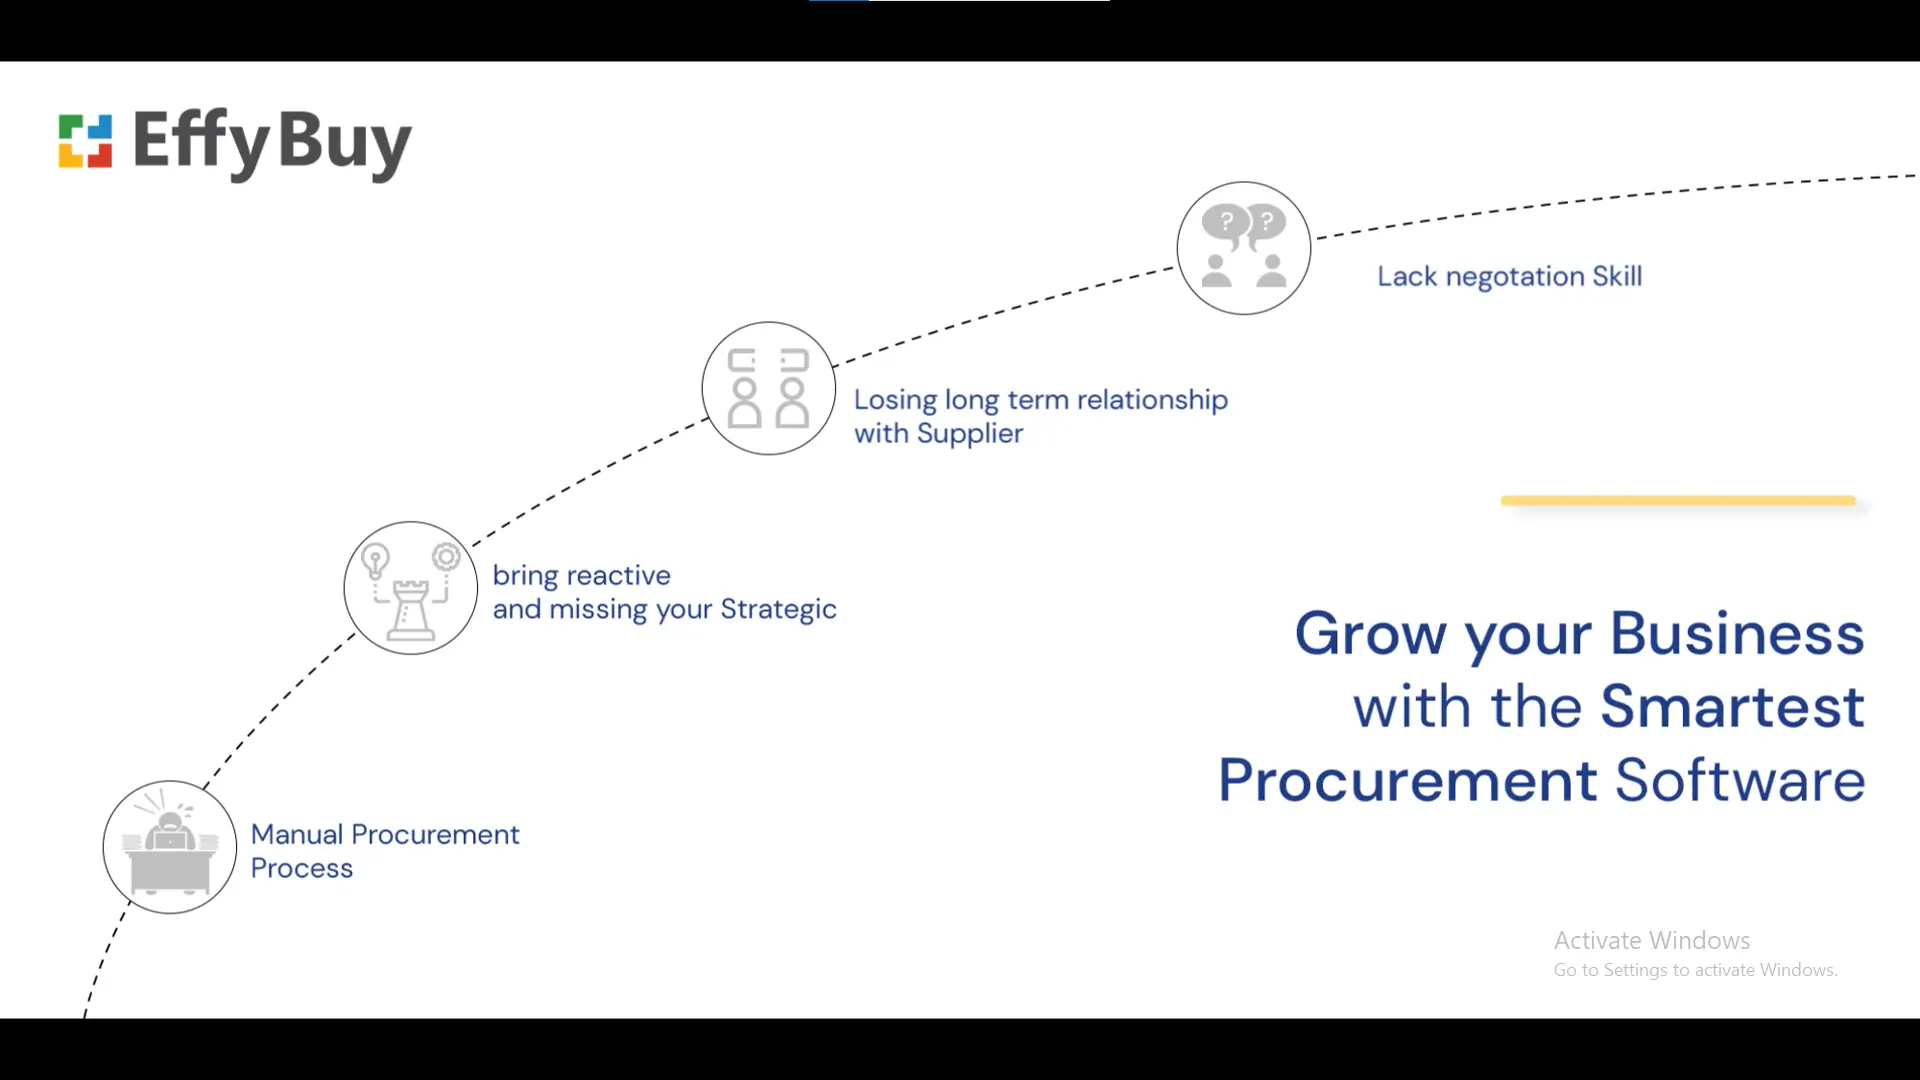 EffyBuy
? ?
Lack negotation Skill
Losing long term relationship
with Supplier
bring reactive
and missing your Strategic
Grow your Business
with the Smartest
Procurement Software
Manual Procurement
Process
Activate Windows
Go to Settings to activate Windows.